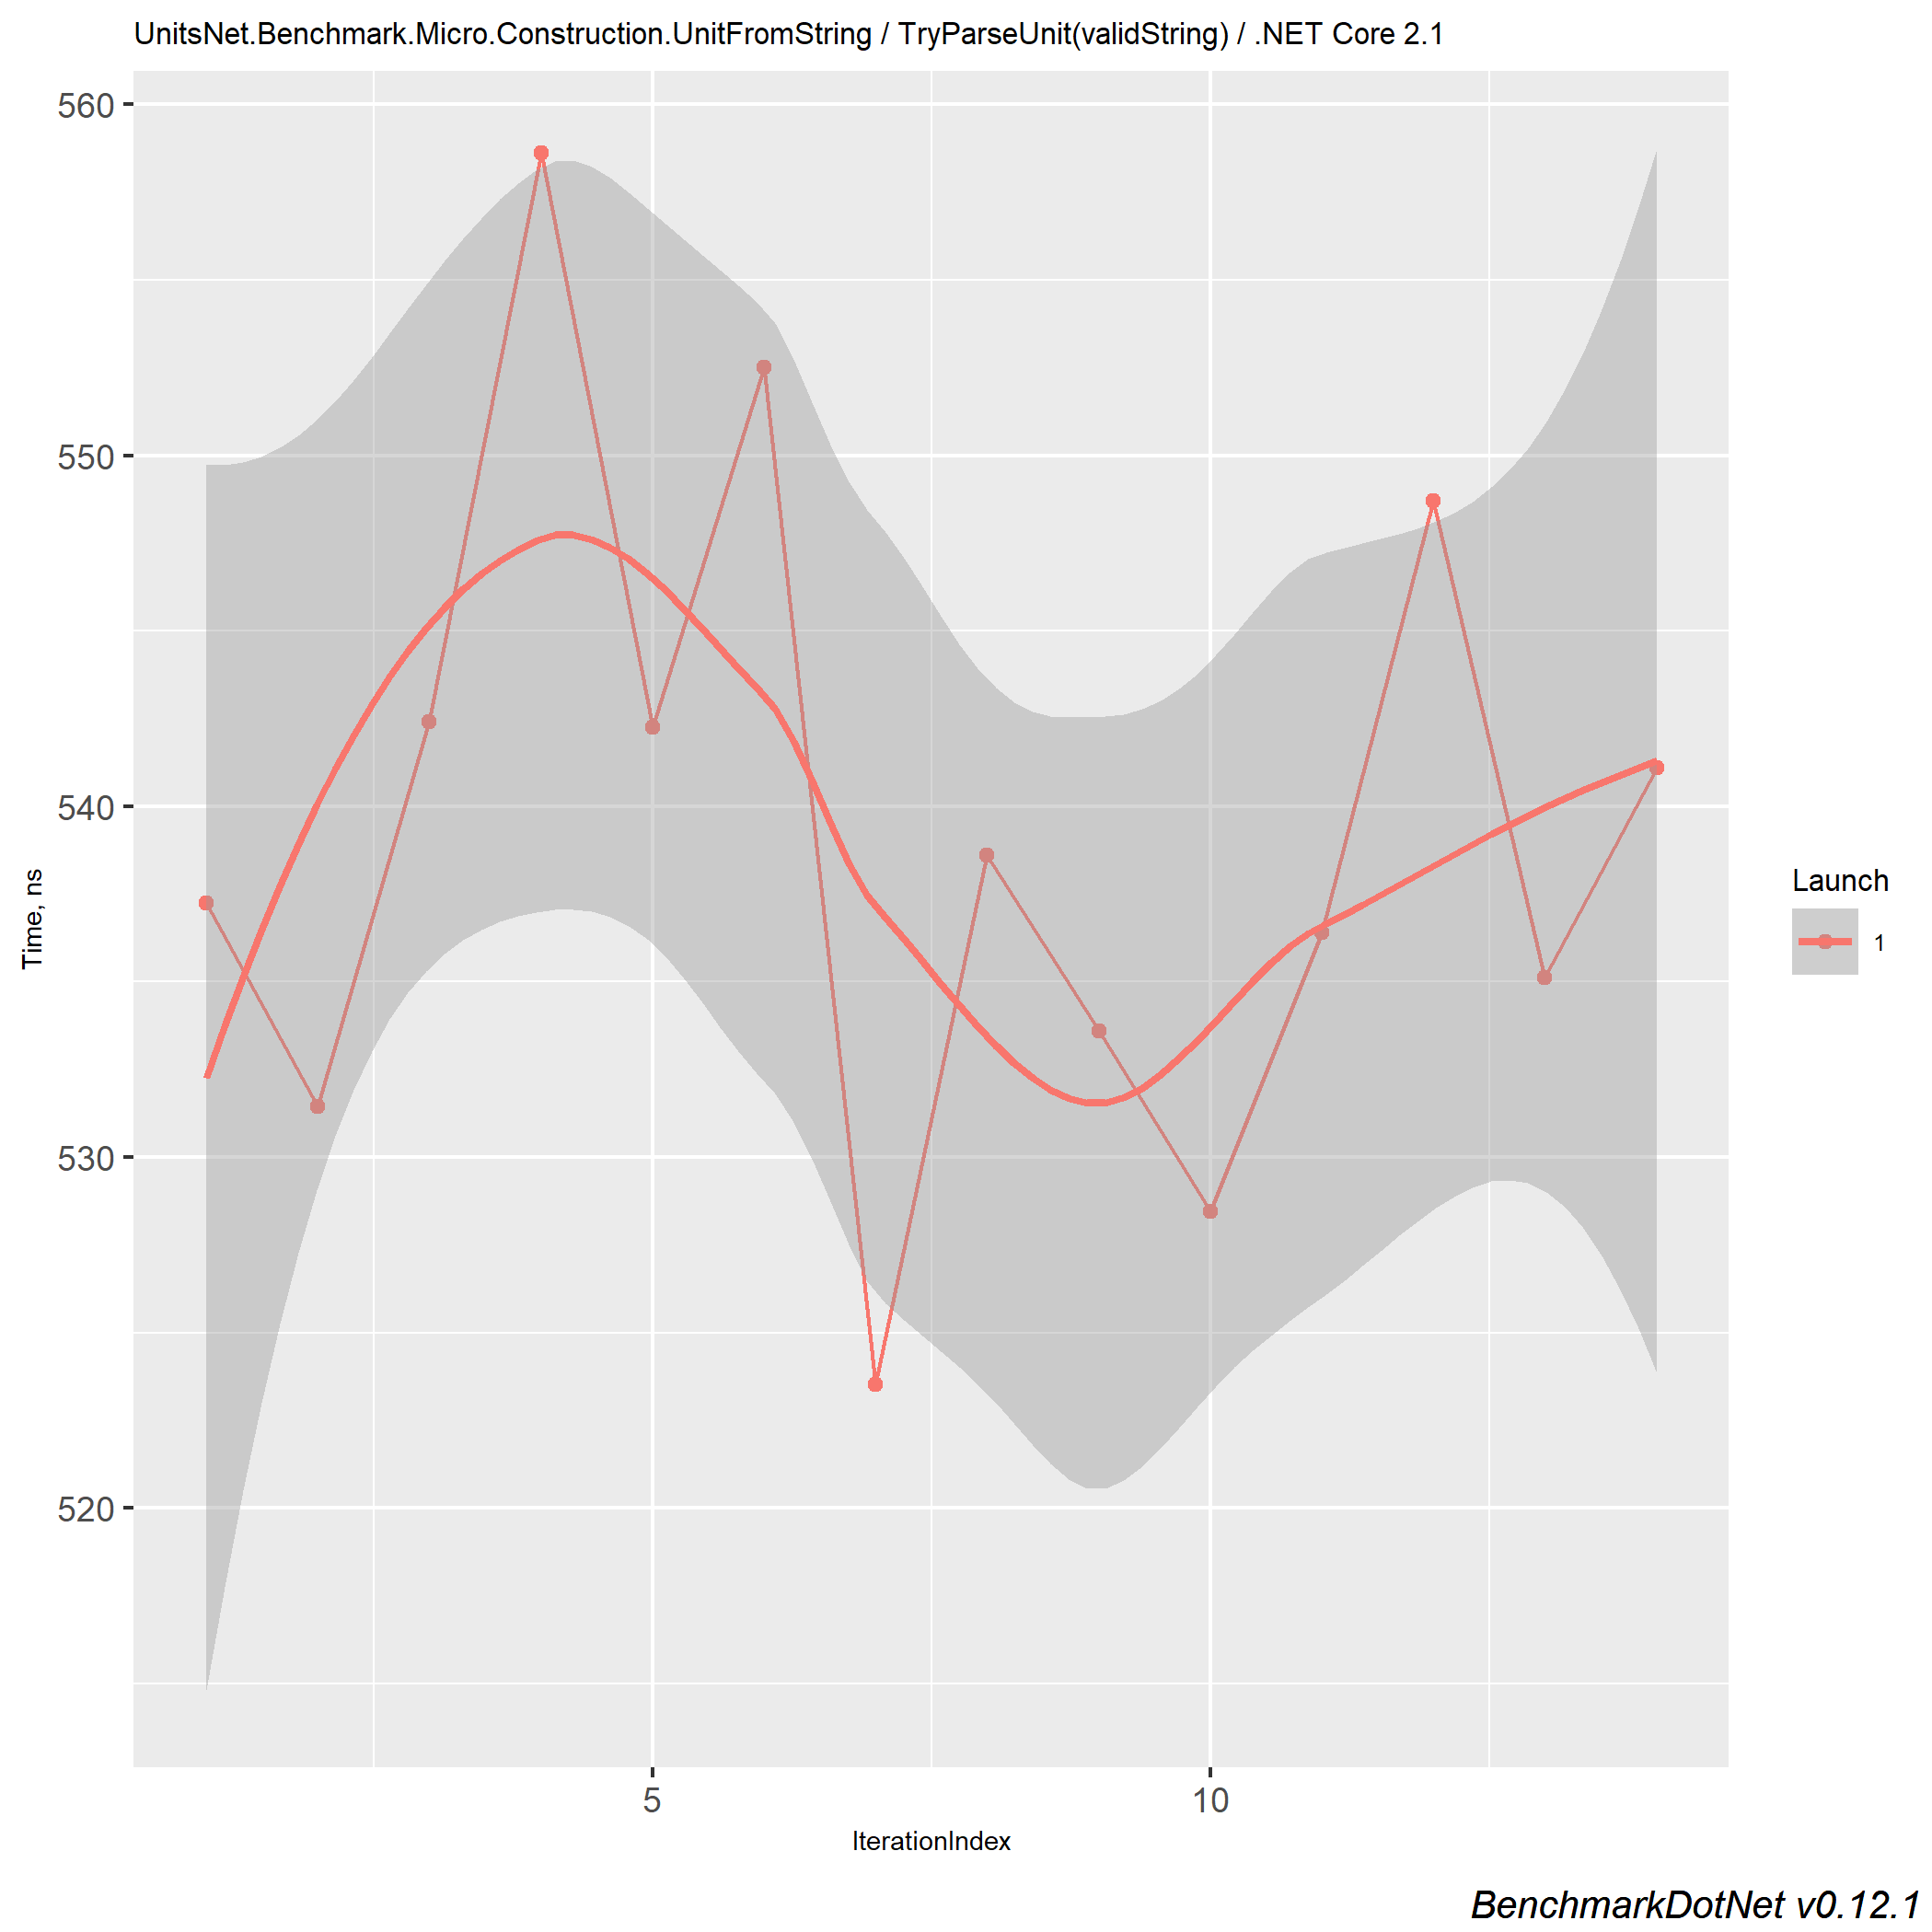 UnitsNet.Benchmark.Micro.Construction.UnitFromString / TryParseUnit(validString) / .NET Core 2.1
560
550
540
530
520
Time, ns
5
10
IterationIndex
Launch
1
BenchmarkDotNet v0.12.1